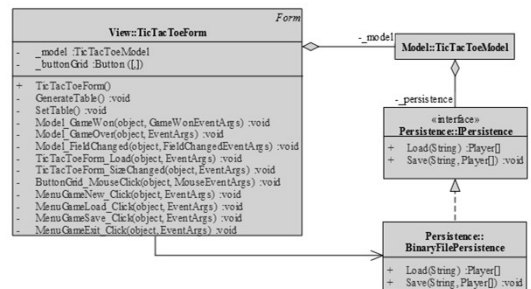 Form
View::TicTacToeForm
- _model :TicTacToeModel
- _buttonGrid :Button ([,])
+ TicTacToeForm()
- GenerateTable() :void
- SetTable() :void
- Model_GameWon(object, GameWonEventArgs) :void
- Model_GameOver(object, EventArgs) :void
- Model_FieldChanged(object, FieldChangedEventArgs) :void
- TicTacToeForm_Load(object, EventArgs) :void
- TicTacToeForm_SizeChanged(object, EventArgs) :void
- ButtonGrid_MouseClick(object, MouseEventArgs) :void
- MenuGameNew_Click(object, EventArgs) :void
- MenuGameLoad_Click(object, EventArgs) :void
- MenuGameSave_Click(object, EventArgs) :void
- MenuGameExit_Click(object, EventArgs) :void
-_model
Model::TicTacToeModel
-_persistence
«interface»
Persistence::IPersistence
+ Load(String) :Player[]
+ Save(String, Player[]) :void
Persistence::
BinaryFilePersistence
+ Load(String) :Player[]
+ Save(String, Player[]) :void